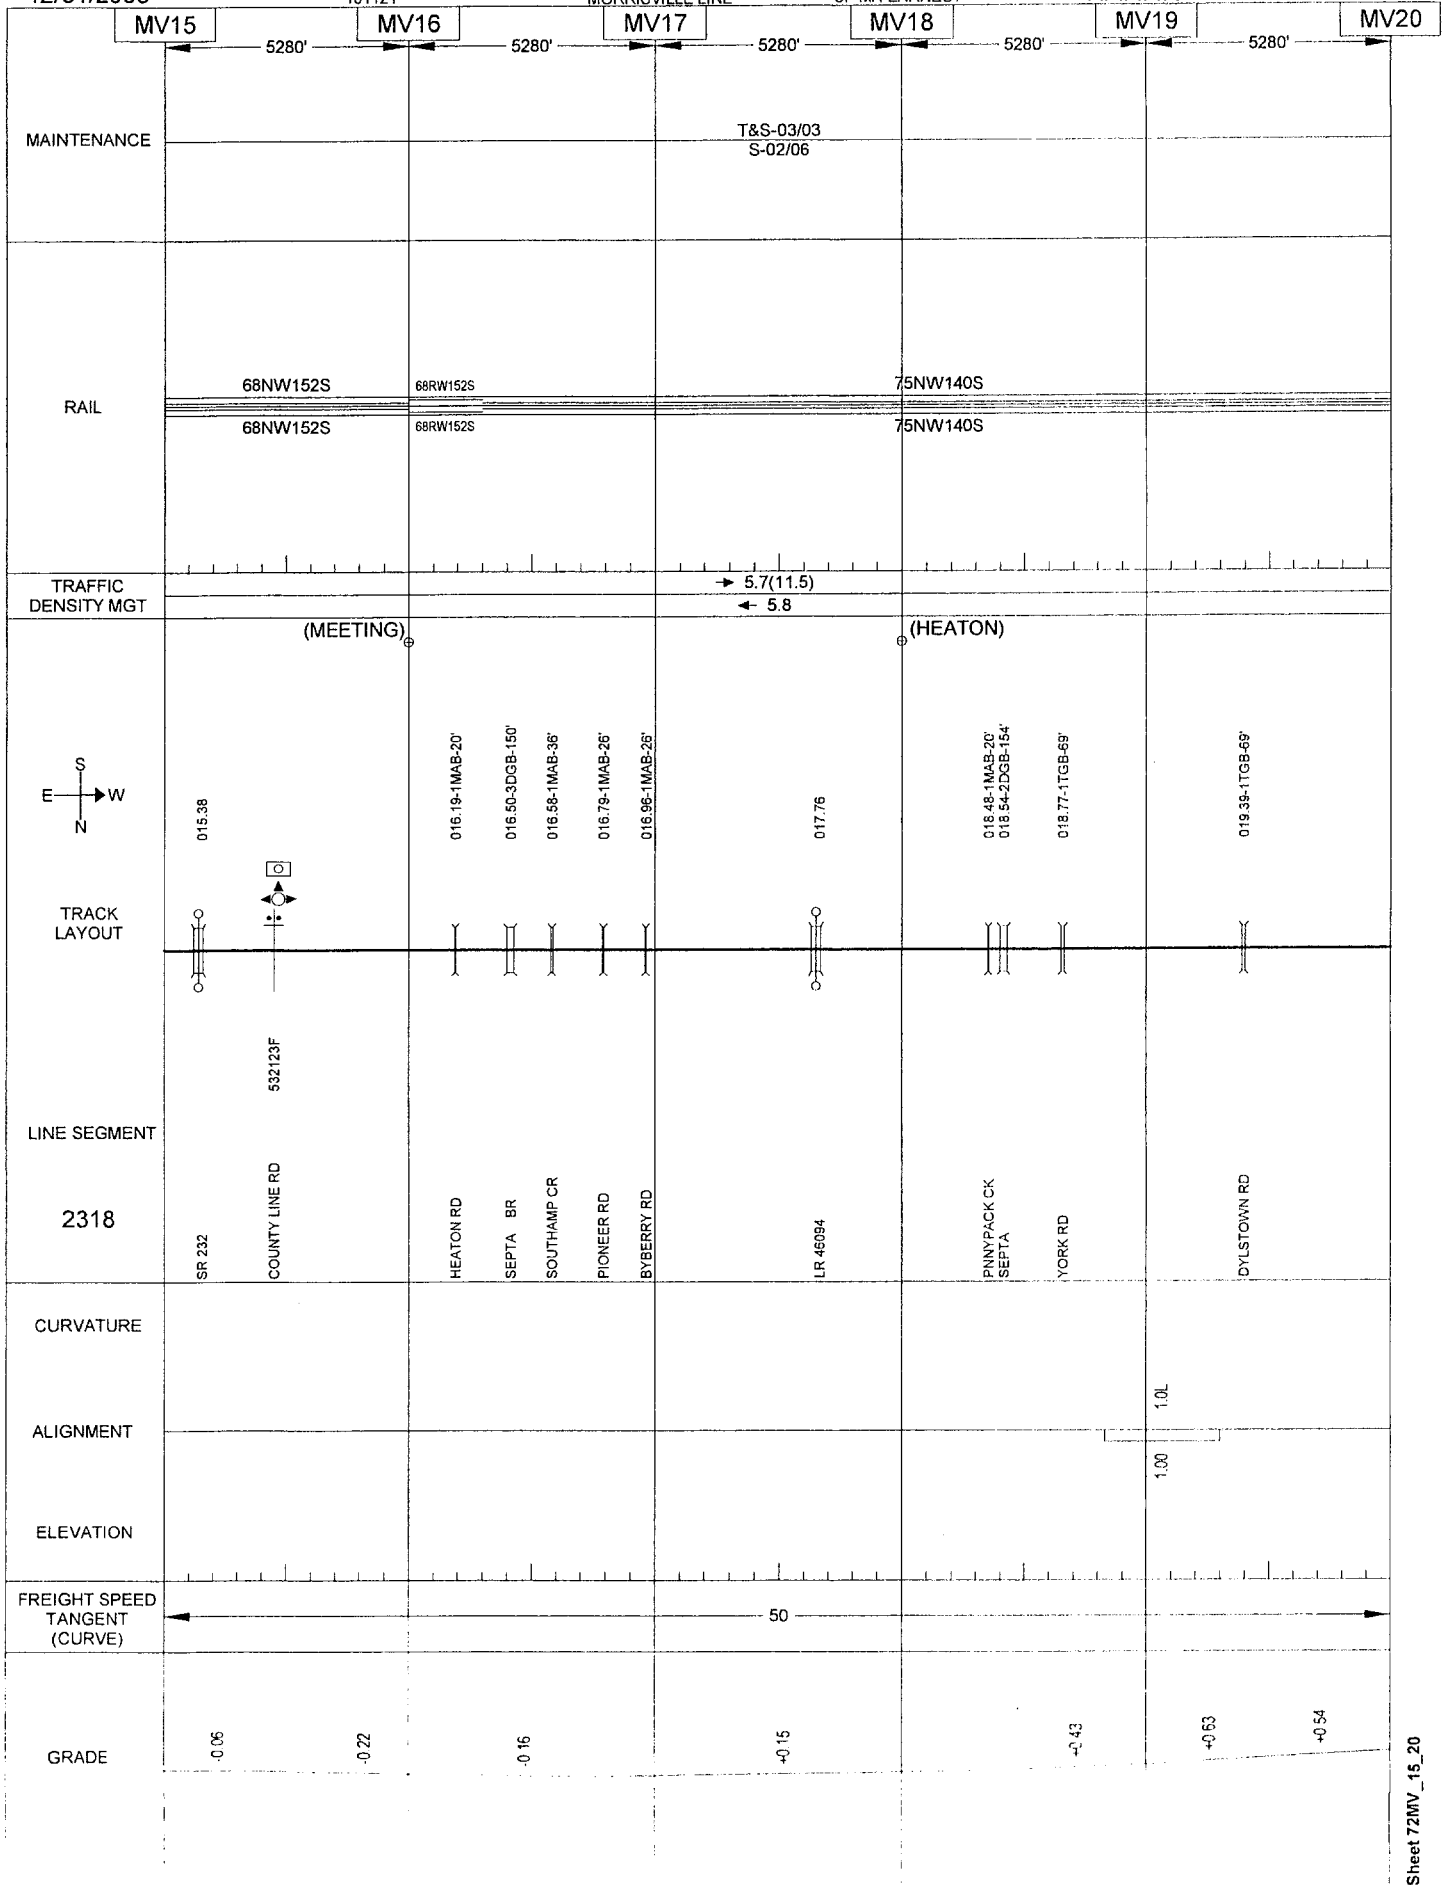 MV15 MV16 MV17 MV18 MV19 MV20
5280' 5280' 5280' 5280' 5280'
MAINTENANCE
T&S-03/03
S-02/06
RAIL
68NW152S 68RW152S 75NW140S
68NW152S 68RW152S 75NW140S
TRAFFIC
DENSITY MGT
→ 5.7(11.5)
← 5.8
(MEETING) (HEATON)
S
E W
N
015.38
016.19-1MAB-20'
016.50-3DGB-150'
016.58-1MAB-36'
016.79-1MAB-26'
016.96-1MAB-26'
017.76
018.48-1MAB-20'
018.54-2DGB-154'
018.77-1TGB-69'
019.39-1TGB-69'
TRACK
LAYOUT
532123F
LINE SEGMENT
2318
SR 232
COUNTY LINE RD
HEATON RD
SEPTA BR
SOUTHAMP CR
PIONEER RD
BYBERRY RD
LR 46094
PNNYPACK CK
SEPTA
YORK RD
DYLSTOWN RD
CURVATURE
1.0L
ALIGNMENT
1.00
ELEVATION
FREIGHT SPEED
TANGENT
(CURVE)
50
GRADE
-0.06
-0.22
-0.16
+0.15
+0.43
+0.63
+0.54
Sheet 72MV_15_20